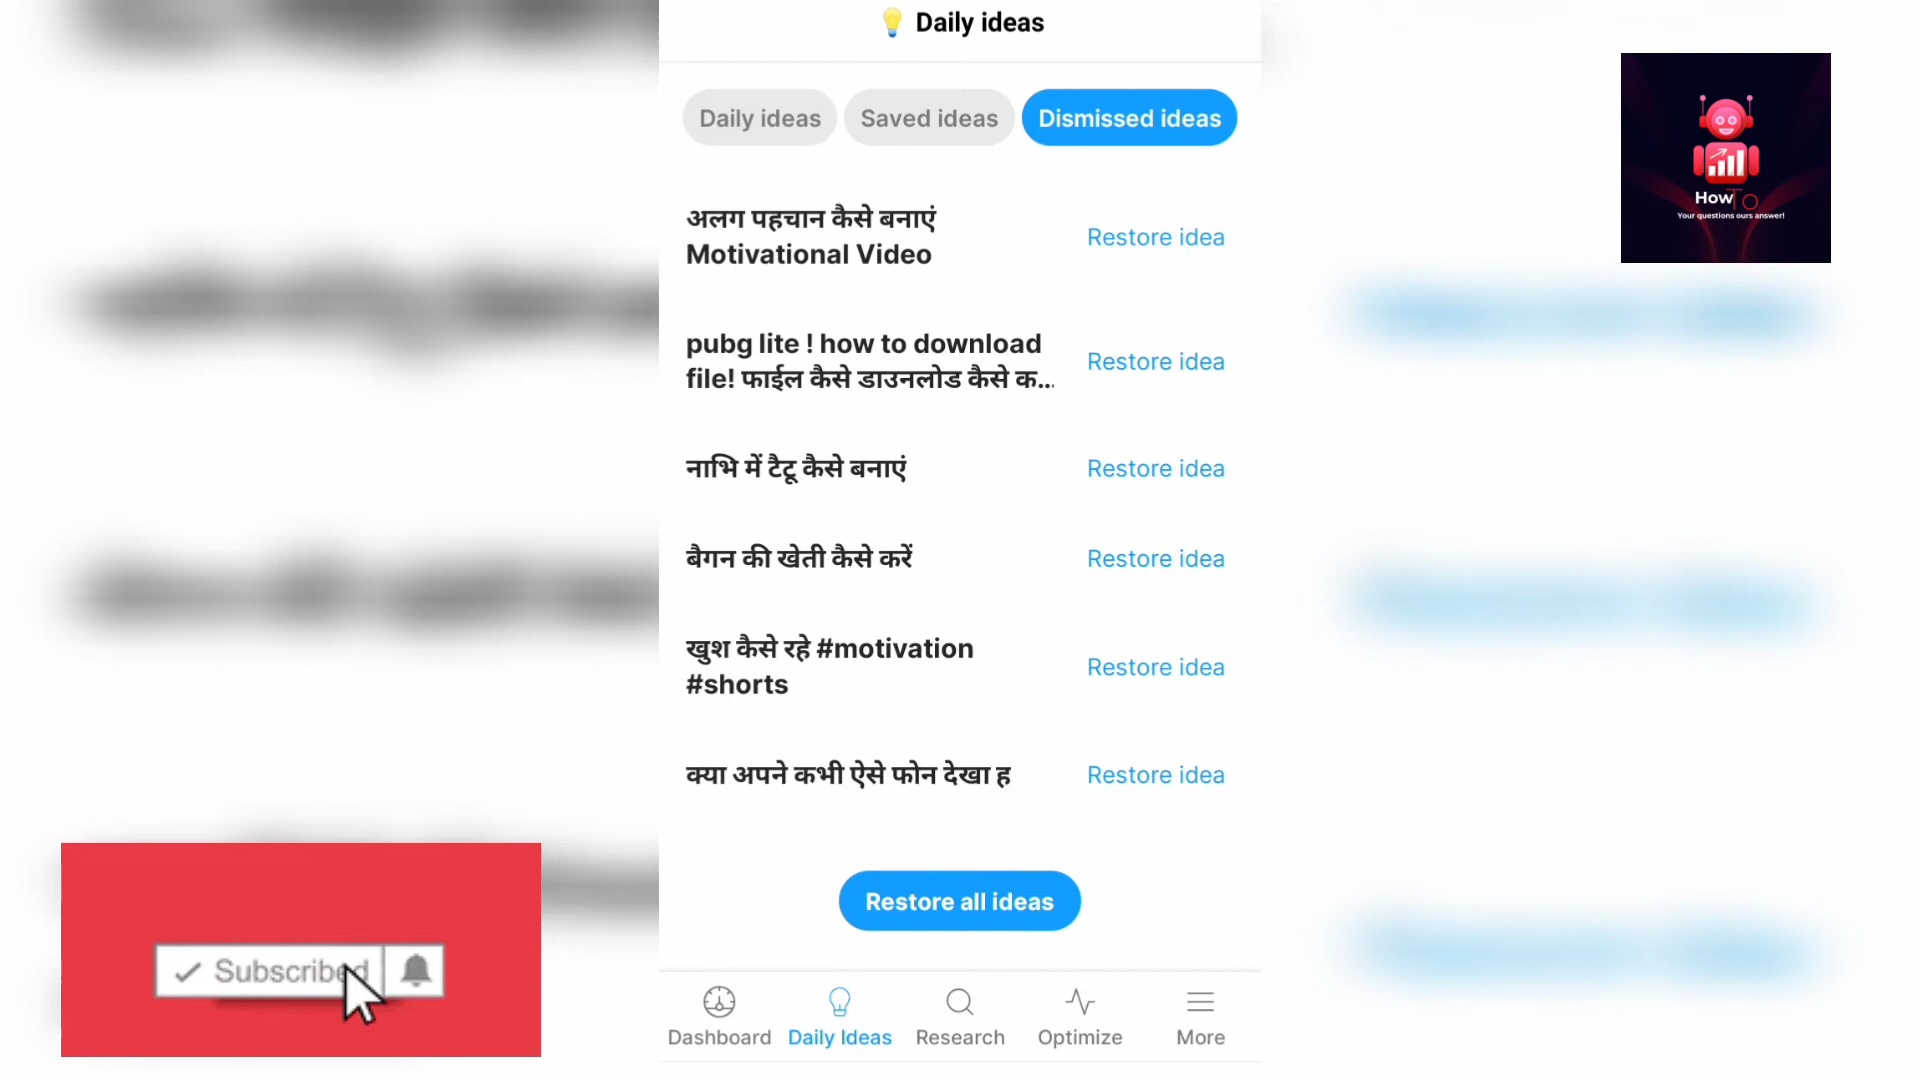 💡 Daily ideas
Daily ideas
Saved ideas
Dismissed ideas
अलग पहचान कैसे बनाएं
Motivational Video
Restore idea
pubg lite ! how to download
file! फाईल कैसे डाउनलोड कैसे क...
Restore idea
नाभि में टैटू कैसे बनाएं
Restore idea
बैगन की खेती कैसे करें
Restore idea
खुश कैसे रहे #motivation
#shorts
Restore idea
क्या अपने कभी ऐसे फोन देखा ह
Restore idea
Restore all ideas
Dashboard
Daily Ideas
Research
Optimize
More
How TO
Your questions ours answer!
Subscribed